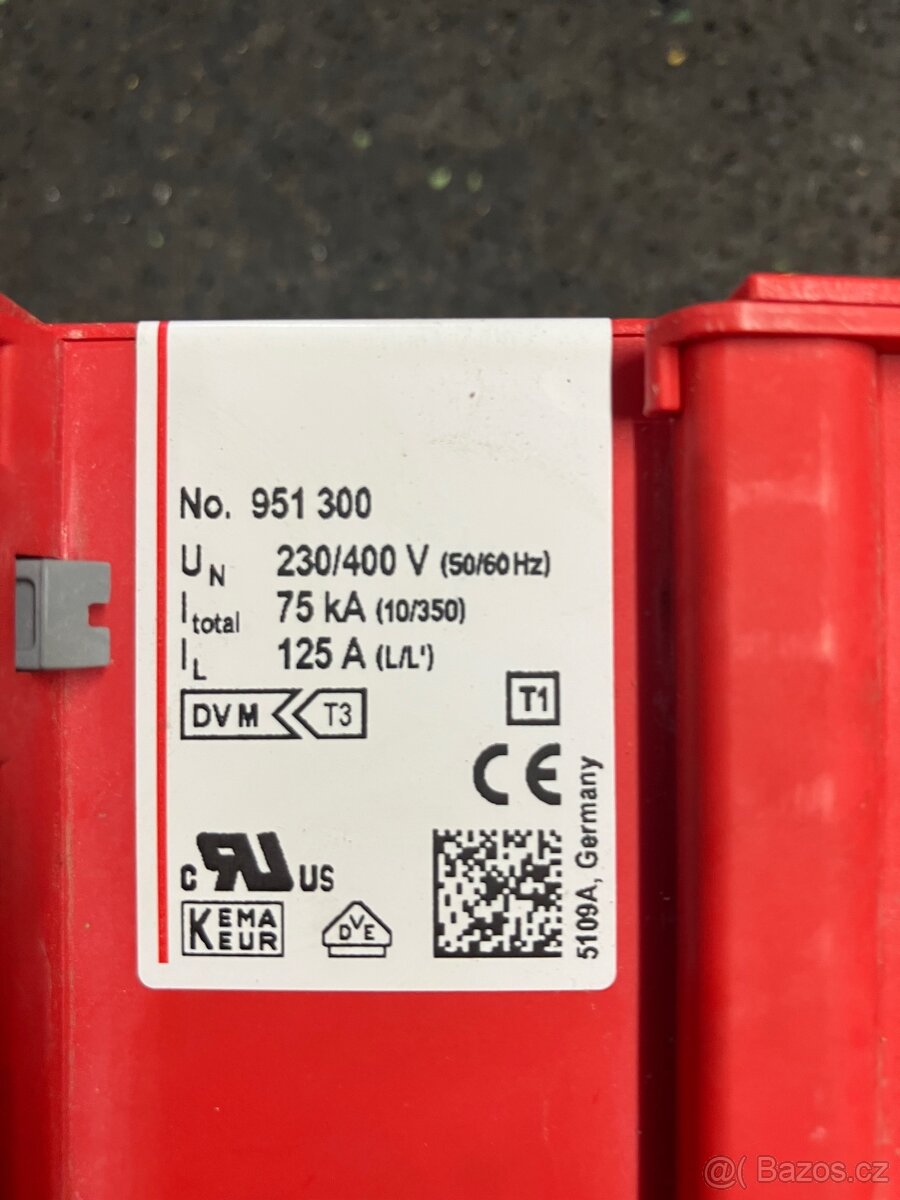 No. 951 300
UN 230/400 V (50/60 Hz)
Itotal 75 kA (10/350)
IL 125 A (L/L')
DVM T3
T1
CE
5109A, Germany
c RU US
KEMA
EUR
DVE
@( Bazos.cz